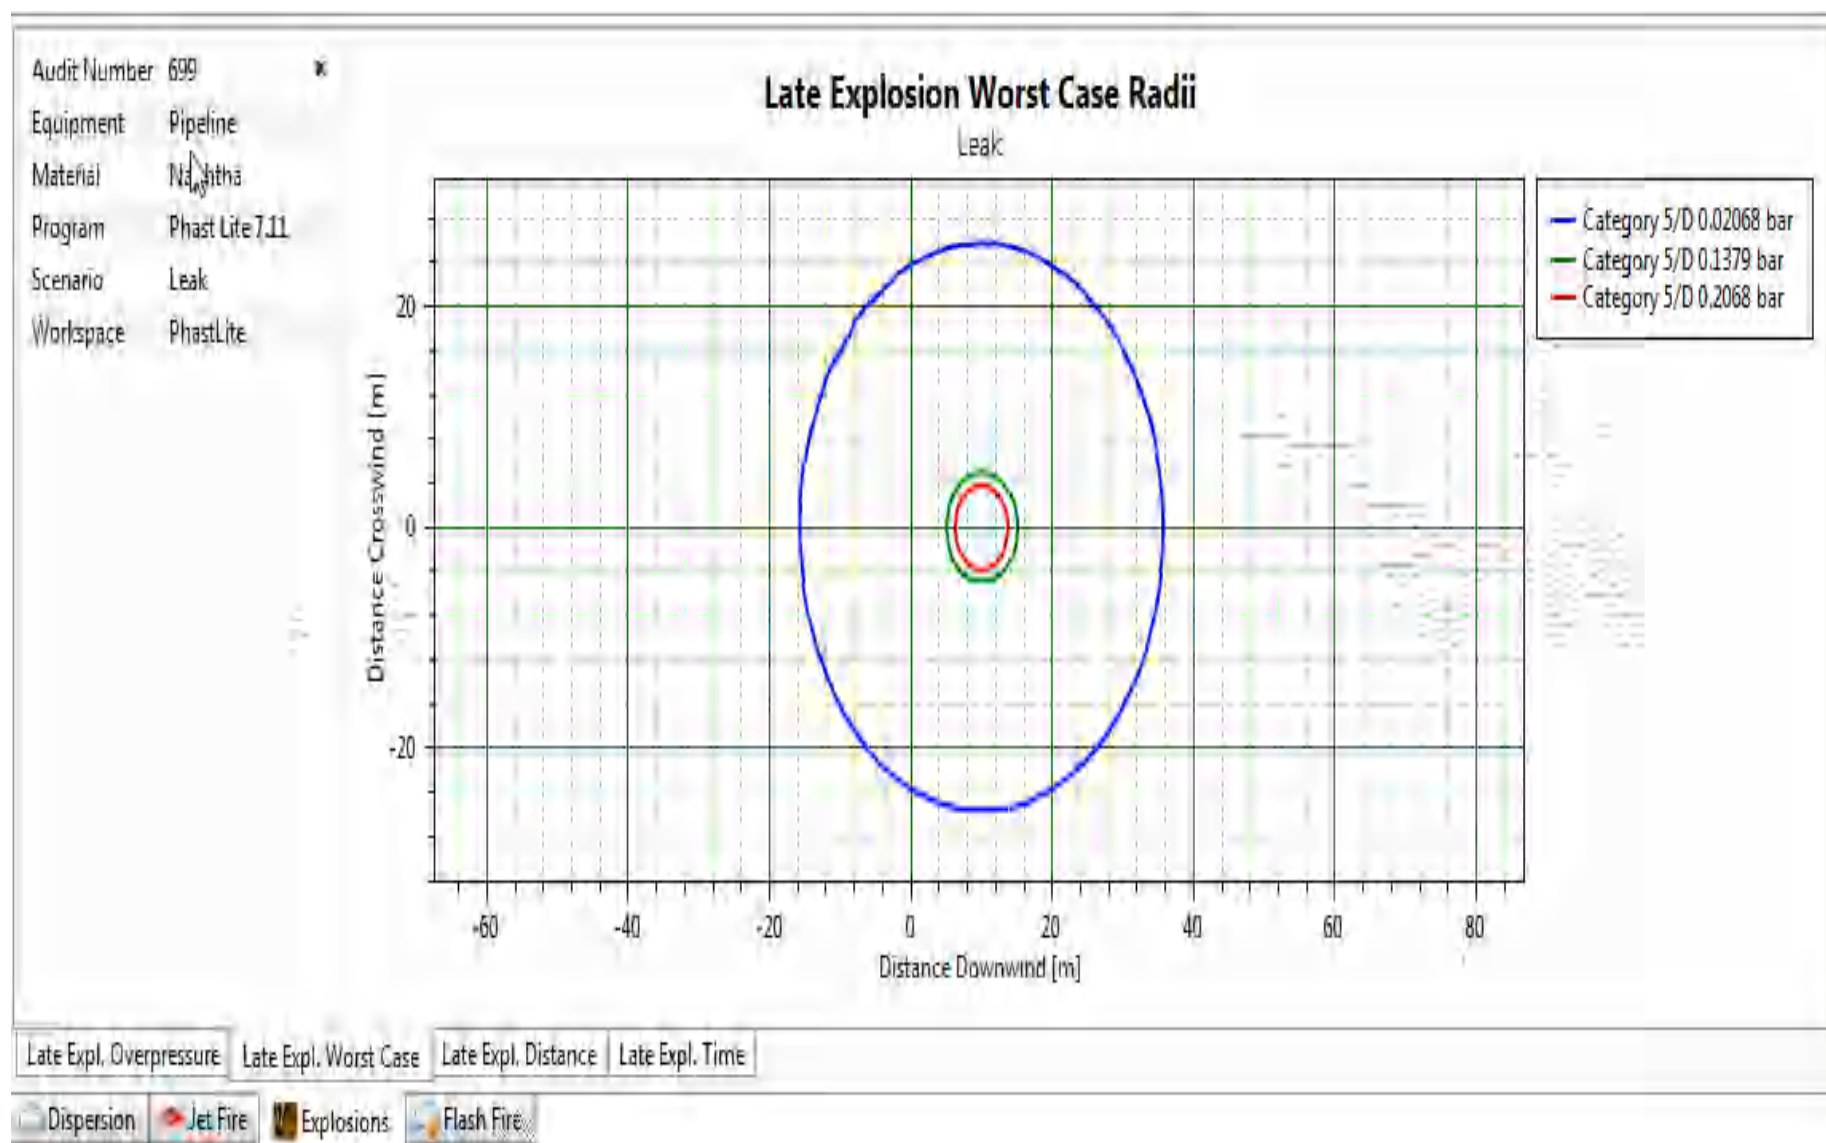 Audit Number 699
Equipment Pipeline
Material Naphtha
Program Phast Lite 7.11
Scenario Leak
Workspace PhastLite
Late Explosion Worst Case Radii
Leak
Category 5/D 0.02068 bar
Category 5/D 0.1379 bar
Category 5/D 0.2068 bar
Distance Crosswind [m]
20
0
-20
-60 -40 -20 0 20 40 60 80
Distance Downwind [m]
Late Expl. Overpressure Late Expl. Worst Case Late Expl. Distance Late Expl. Time
Dispersion Jet Fire Explosions Flash Fire